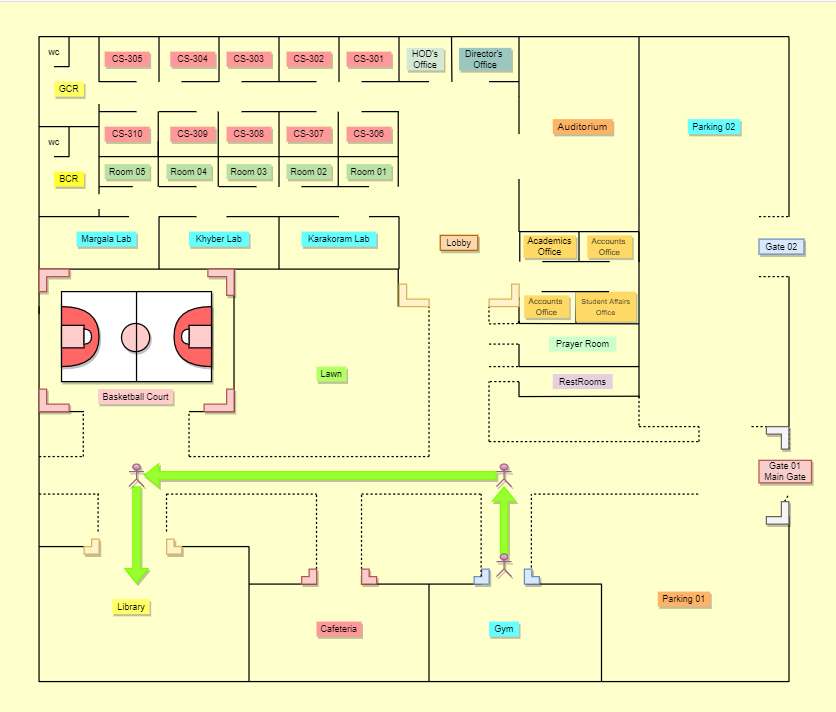 WC
CS-305
CS-304
CS-303
CS-302
CS-301
HOD's
Office
Director's
Office
GCR
WC
CS-310
CS-309
CS-308
CS-307
CS-306
Auditorium
Parking 02
BCR
Room 05
Room 04
Room 03
Room 02
Room 01
Margala Lab
Khyber Lab
Karakoram Lab
Lobby
Academics
Office
Accounts
Office
Gate 02
Accounts
Office
Student Affairs
Office
Prayer Room
Lawn
RestRooms
Basketball Court
Gate 01
Main Gate
Library
Cafeteria
Gym
Parking 01